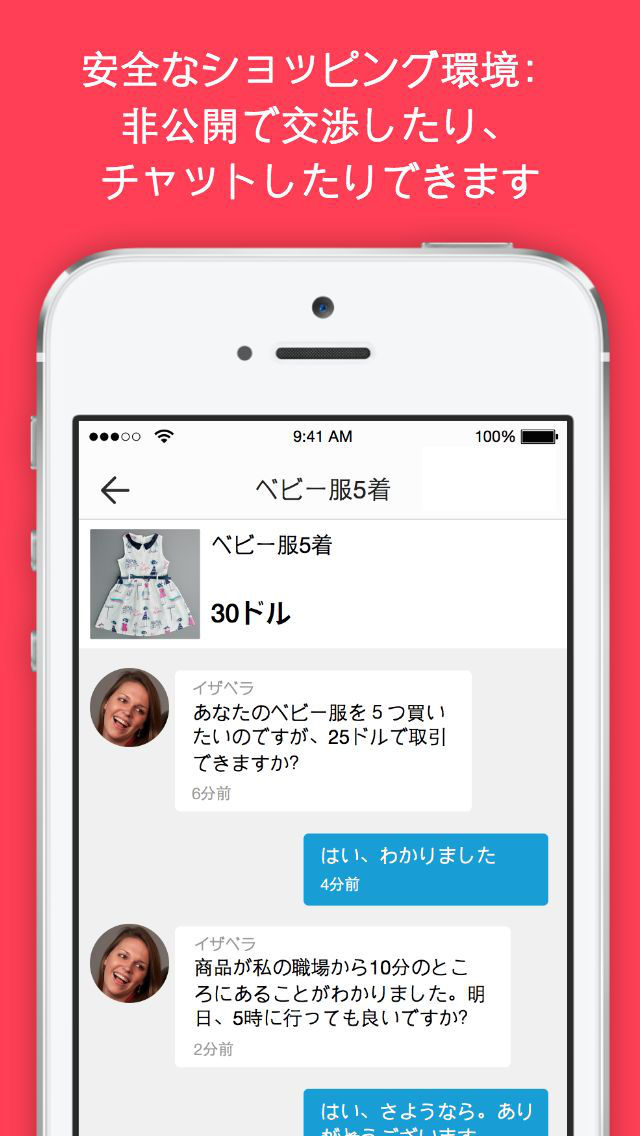 安全なショッピング環境:
非公開で交渉したり、
チャットしたりできます
9:41 AM
100%
ベビー服5着
ベビー服5着
30ドル
イザベラ
あなたのベビー服を５つ買い
たいのですが、25ドルで取引
できますか?
6分前
はい、わかりました
4分前
イザベラ
商品が私の職場から10分のとこ
ろにあることがわかりました。明
日、5時に行っても良いですか?
2分前
はい、さようなら。あり
がとうございます